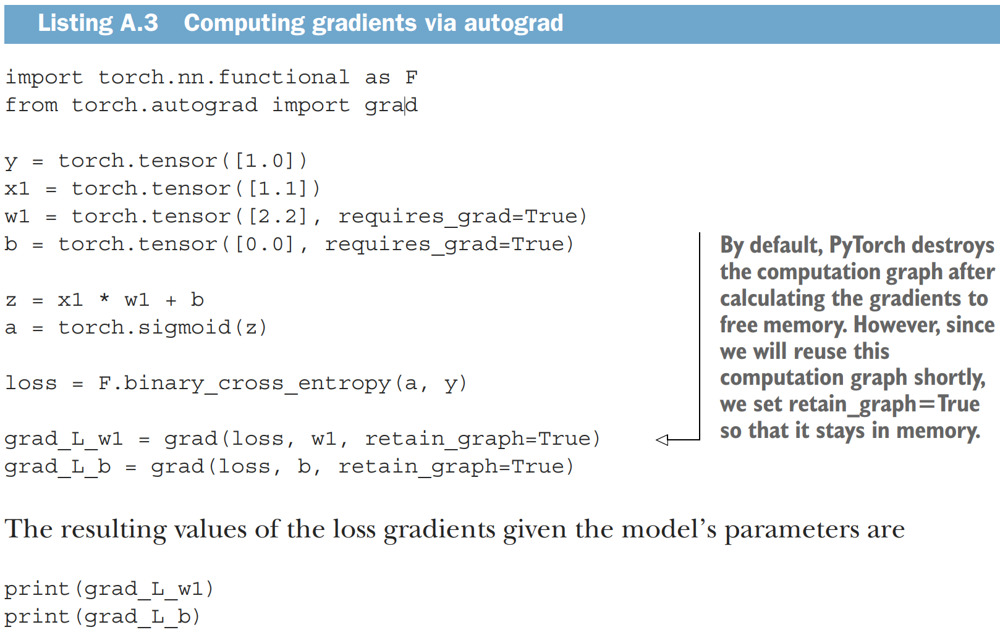 Listing A.3 Computing gradients via autograd
import torch.nn.functional as F
from torch.autograd import grad
y = torch.tensor([1.0])
x1 = torch.tensor([1.1])
w1 = torch.tensor([2.2], requires_grad=True)
b = torch.tensor([0.0], requires_grad=True)
z = x1 * w1 + b
a = torch.sigmoid(z)
loss = F.binary_cross_entropy(a, y)
grad_L_w1 = grad(loss, w1, retain_graph=True)
grad_L_b = grad(loss, b, retain_graph=True)
By default, PyTorch destroys
the computation graph after
calculating the gradients to
free memory. However, since
we will reuse this
computation graph shortly,
we set retain_graph=True
so that it stays in memory.
The resulting values of the loss gradients given the model’s parameters are
print(grad_L_w1)
print(grad_L_b)